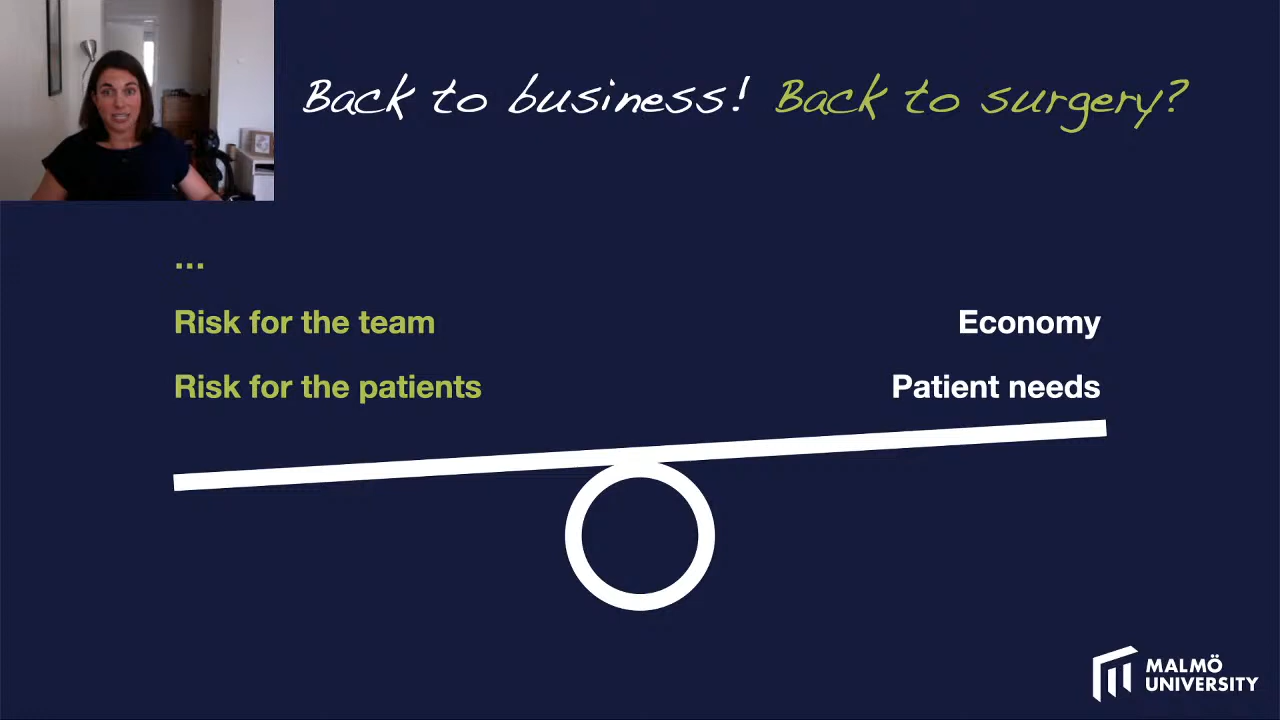 Back to business! Back to surgery?
...
Risk for the team
Economy
Risk for the patients
Patient needs
MALMÖ
UNIVERSITY